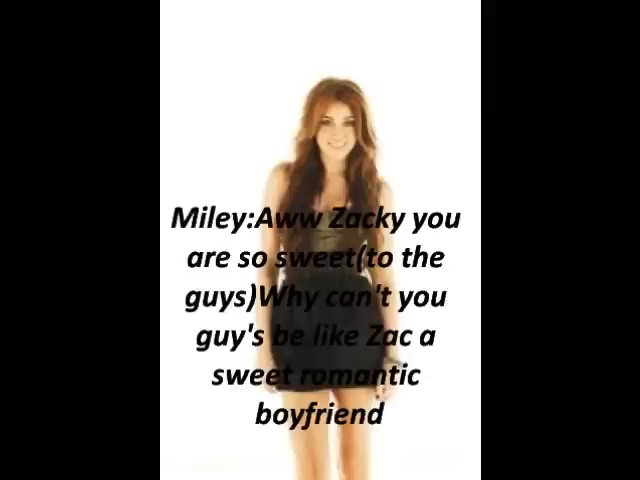 Miley:Aww Zacky you
are so sweet(to the
guys)Why can't you
guy's be like Zac a
sweet romantic
boyfriend